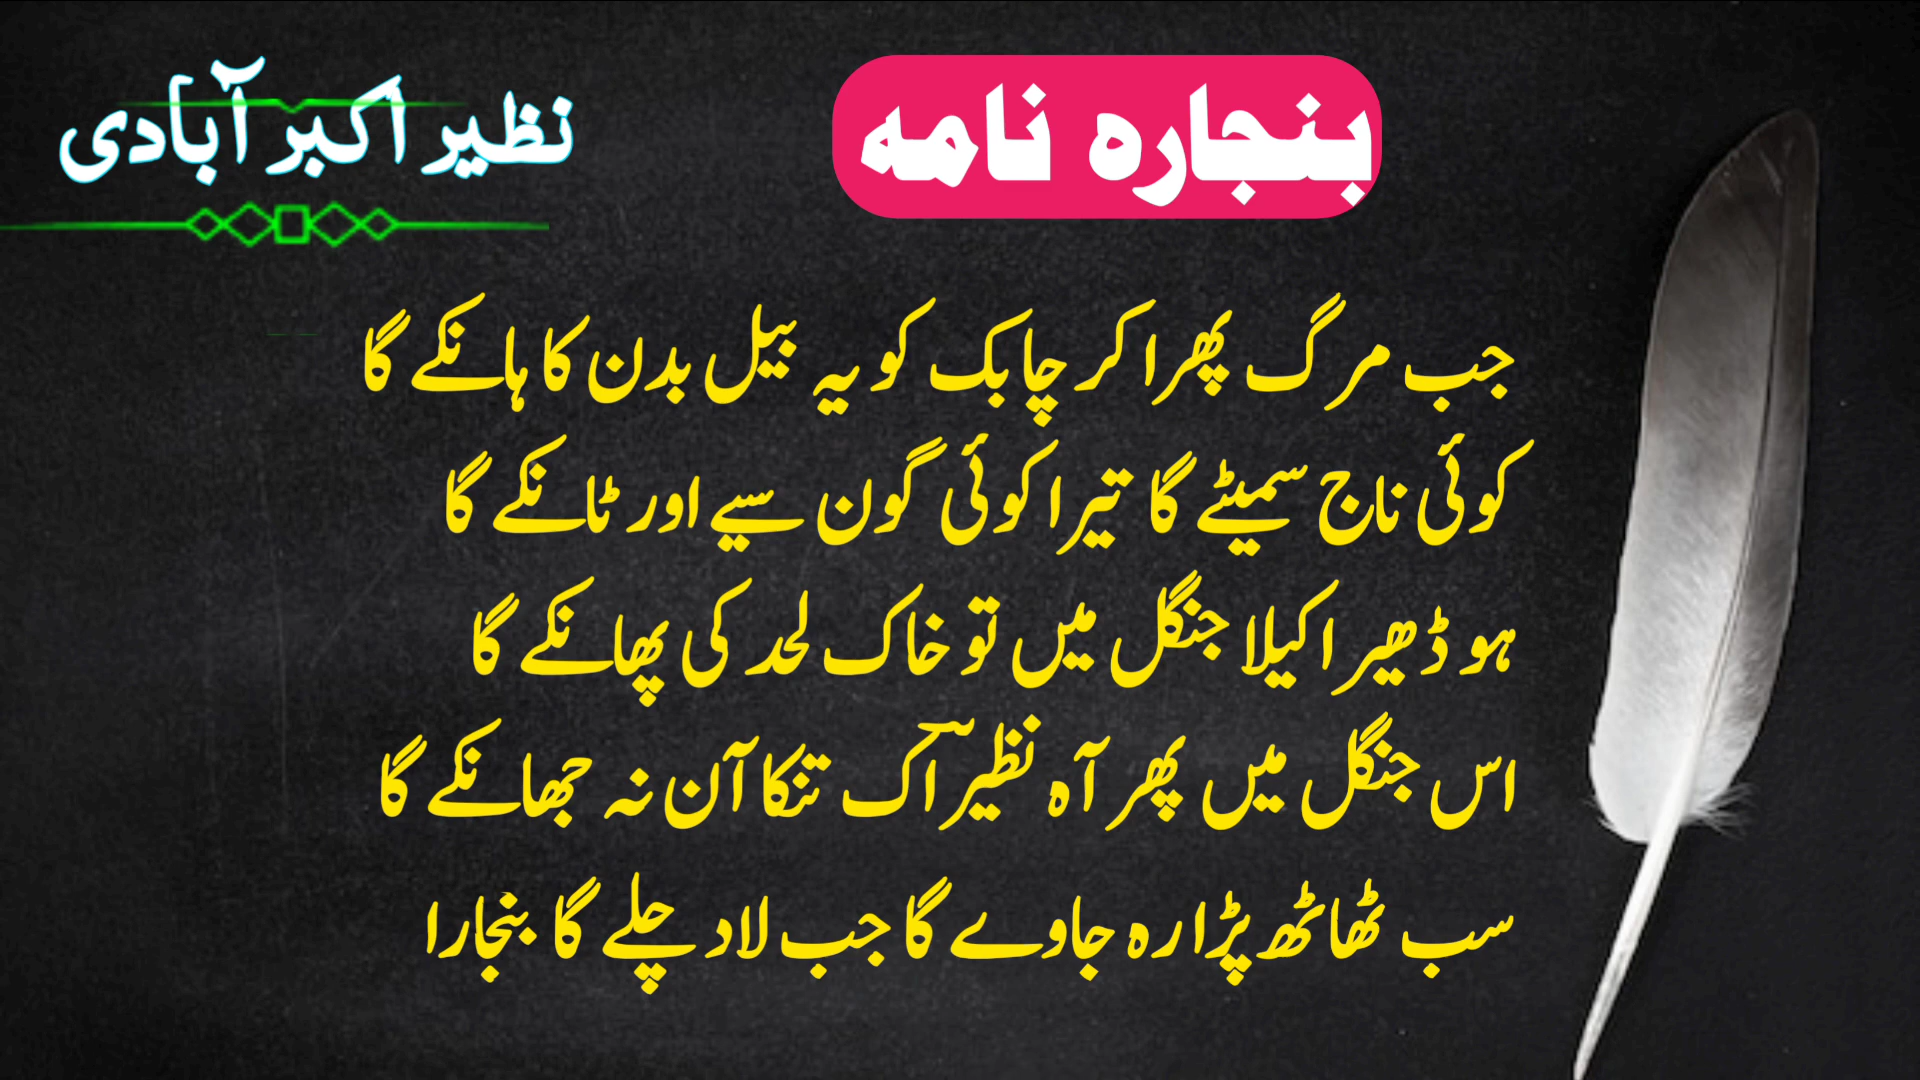 بنجارہ نامہ
نظیر اکبر آبادی
جب مرگ پھرا کر چابک کو یہ بیل بدن کا ہانکے گا
کوئی ناج سمیٹے گا تیرا کوئی گون سیے اور ٹانکے گا
ہو ڈھیر اکیلا جنگل میں تو خاک لحد کی پھانکے گا
اس جنگل میں پھر آہ نظیرؔ اک تنکا آن نہ جھانکے گا
سب ٹھاٹھ پڑا رہ جاوے گا جب لاد چلے گا بنجارا